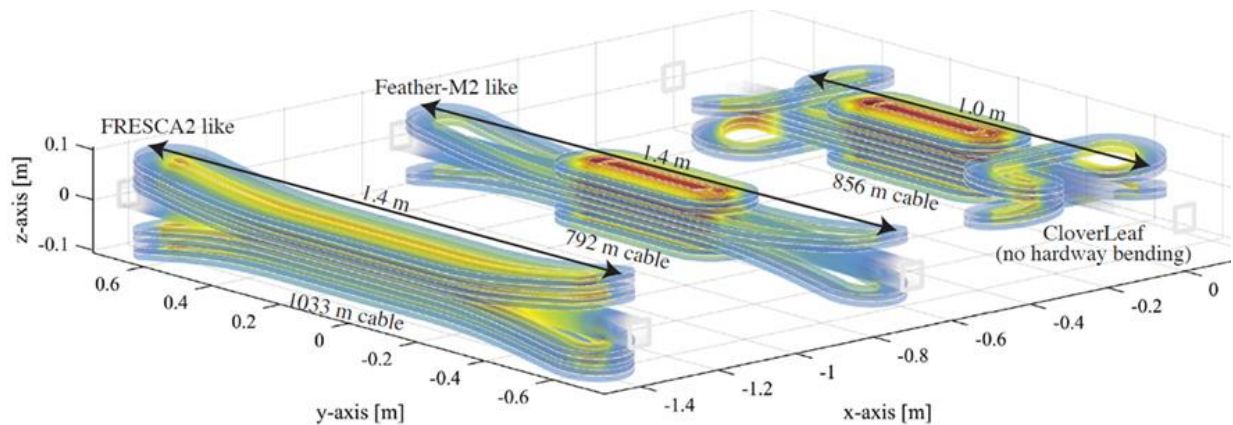 FRESCA2 like
Feather-M2 like
1.4 m
1033 m cable
1.4 m
792 m cable
1.0 m
856 m cable
CloverLeaf
(no hardway bending)
z-axis [m]
0.1
0
-0.1
y-axis [m]
0.6
0.4
0.2
0
-0.2
-0.4
-0.6
x-axis [m]
-1.4
-1.2
-1
-0.8
-0.6
-0.4
-0.2
0